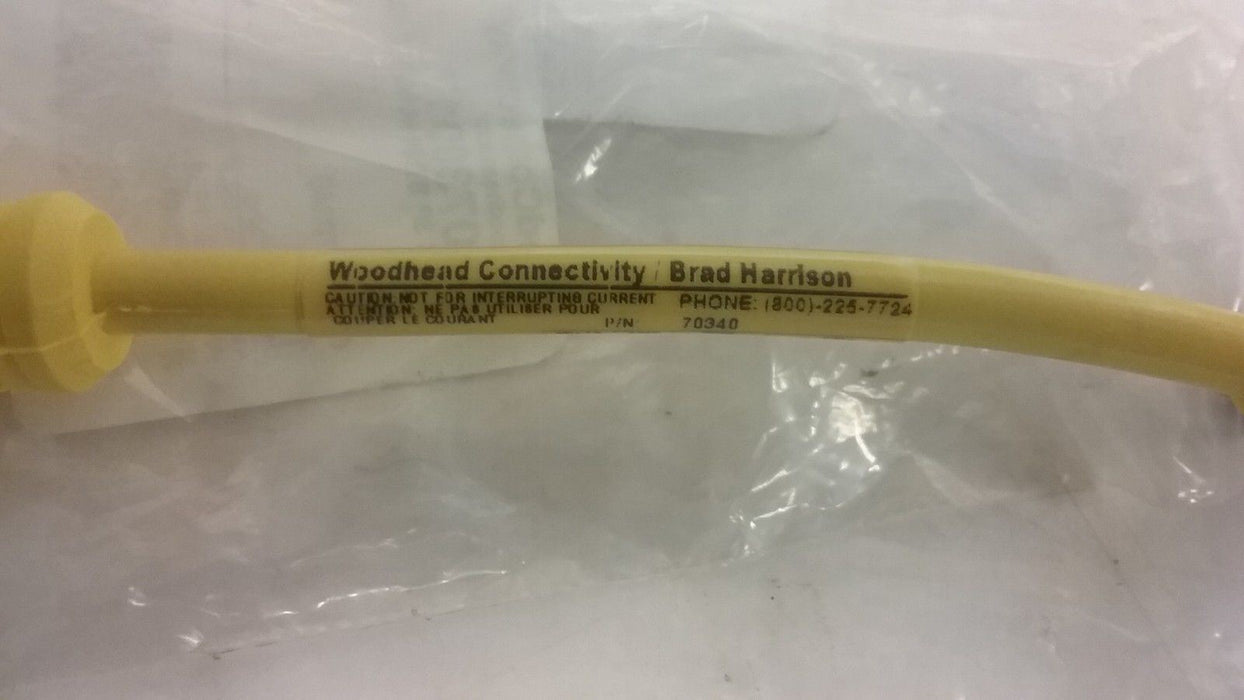 Woodhead Connectivity / Brad Harrison
CAUTION: NOT FOR INTERRUPTING CURRENT PHONE: (800)-225-7724
ATTENTION: NE PAS UTILISER POUR
COUPER LE COURANT P/N 70340